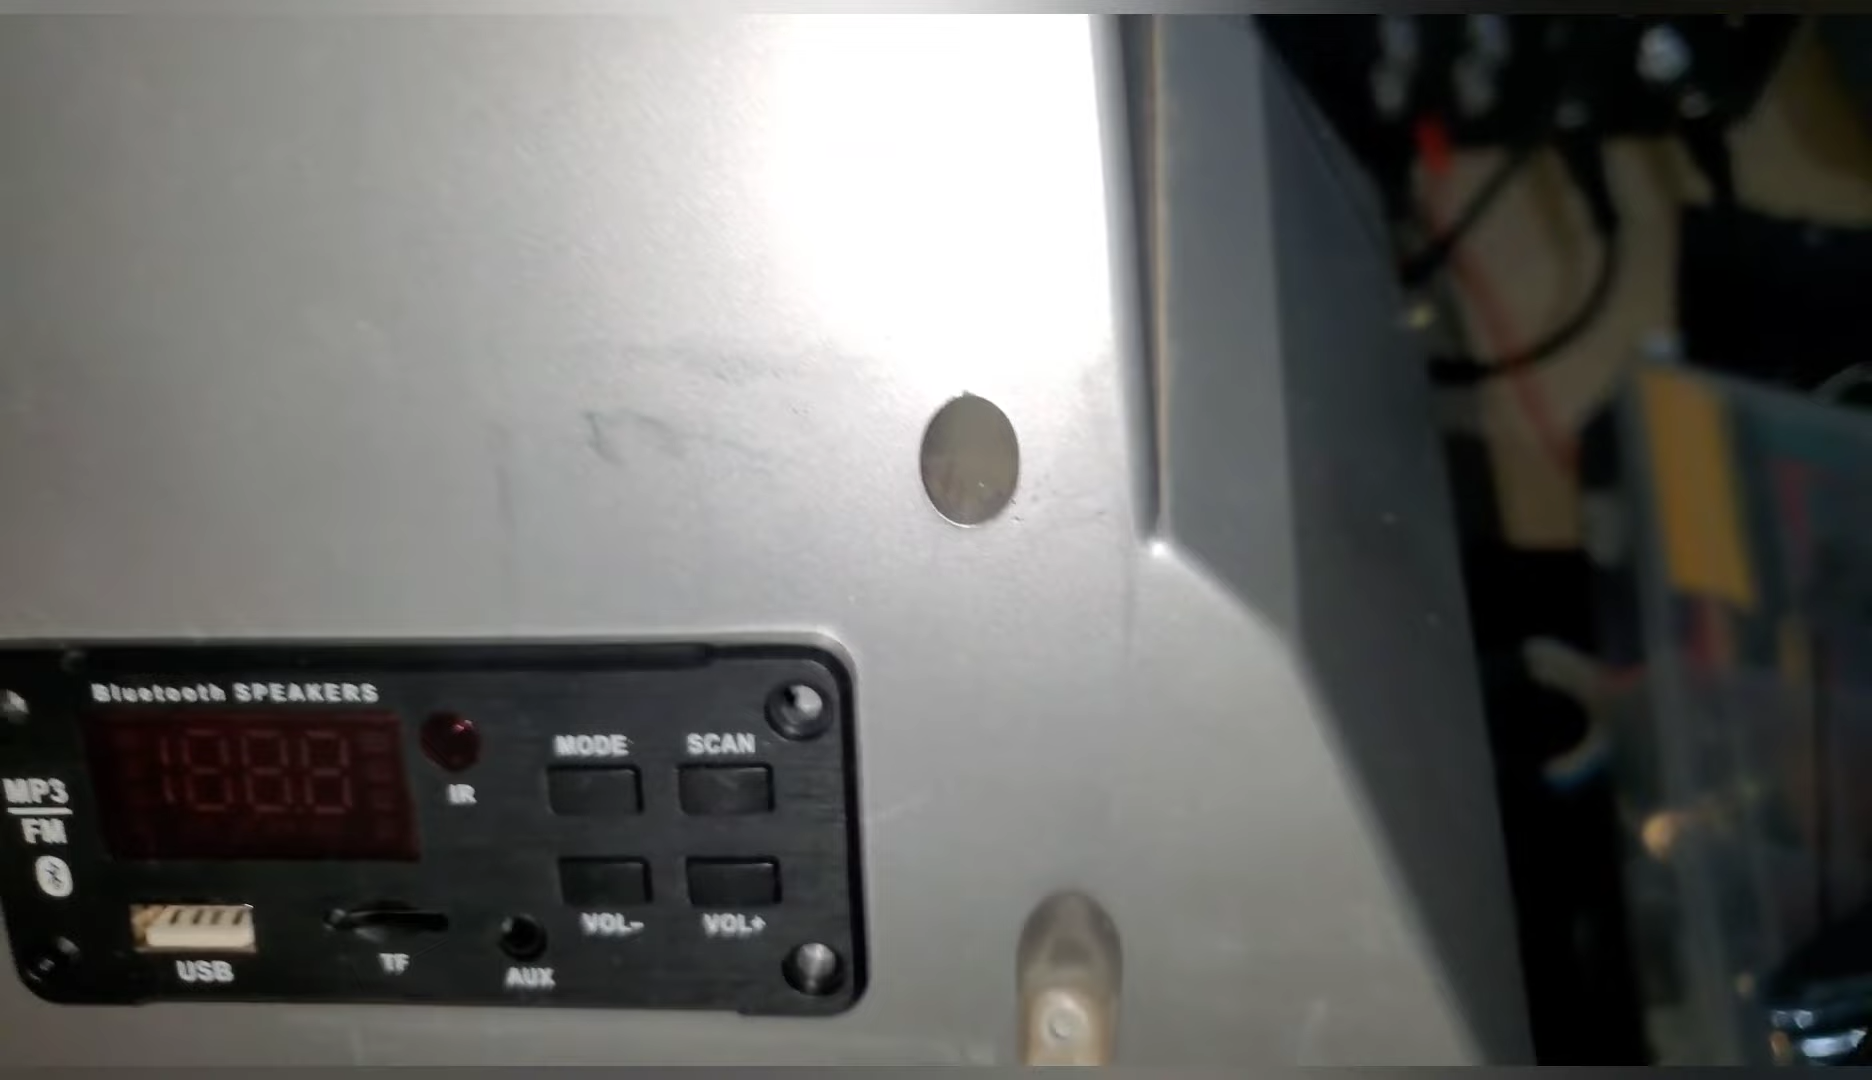 Bluetooth SPEAKERS
MODE
SCAN
MP3
FM
IR
VOL-
VOL+
USB
TF
AUX